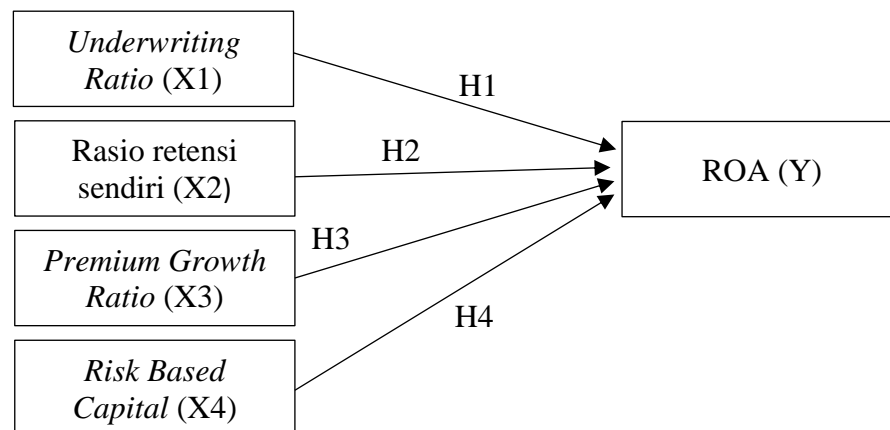 Underwriting
Ratio (X1)
H1
Rasio retensi
sendiri (X2)
H2
ROA (Y)
Premium Growth
Ratio (X3)
H3
Risk Based
Capital (X4)
H4